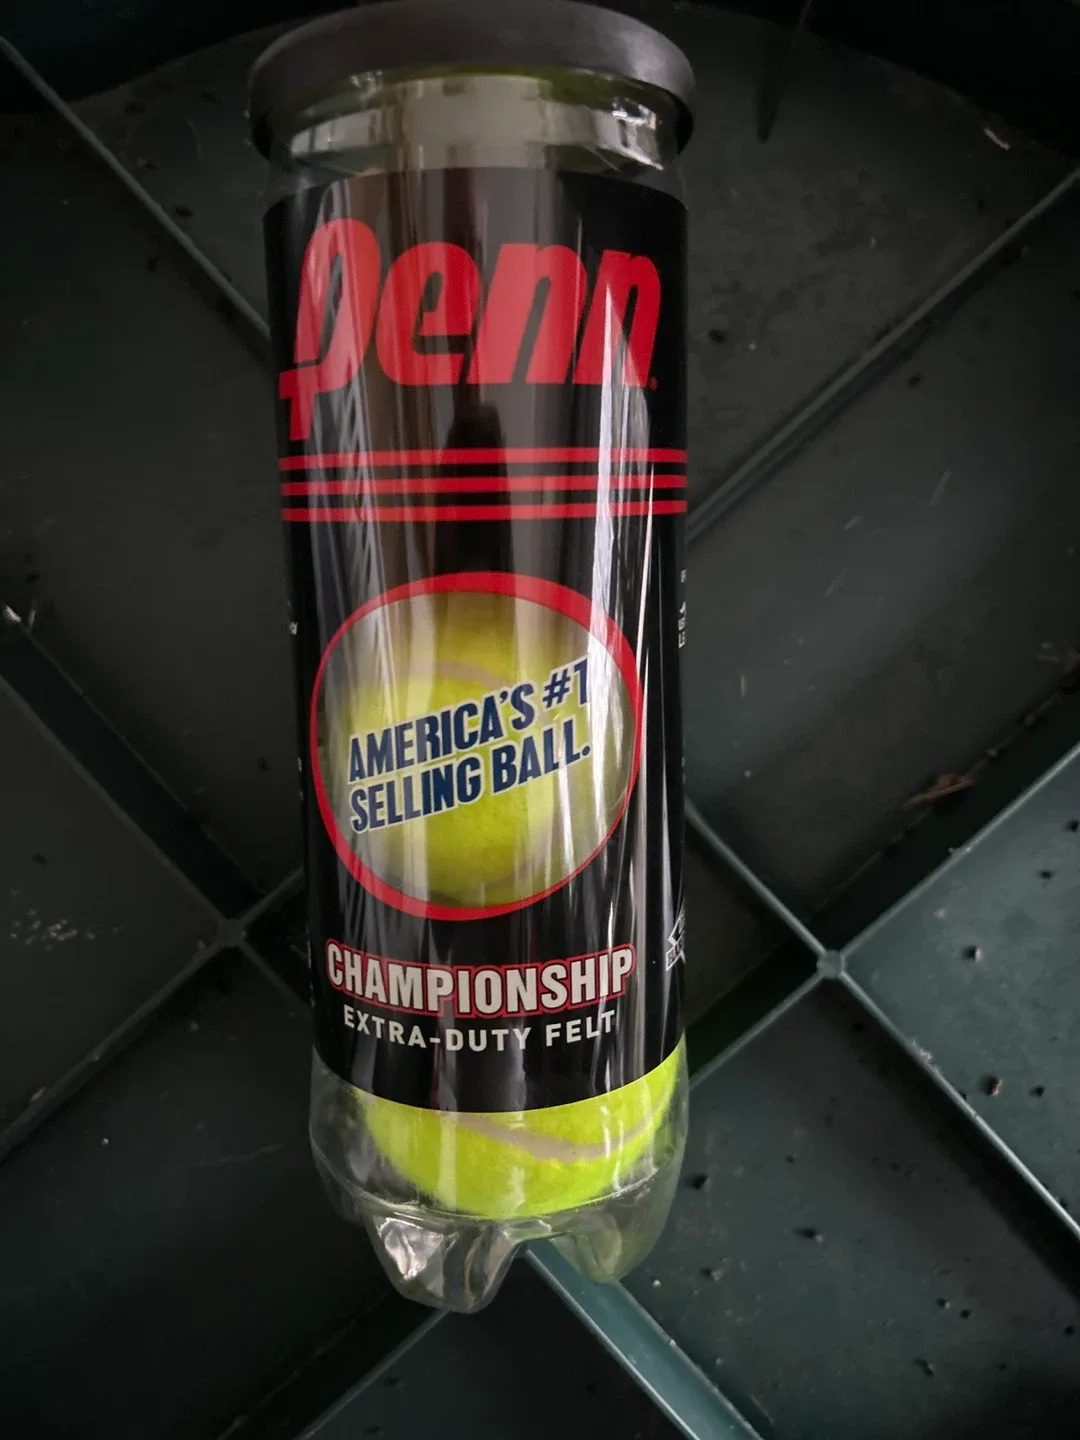 Penn
AMERICA'S #1
SELLING BALL.
CHAMPIONSHIP
EXTRA-DUTY FELT